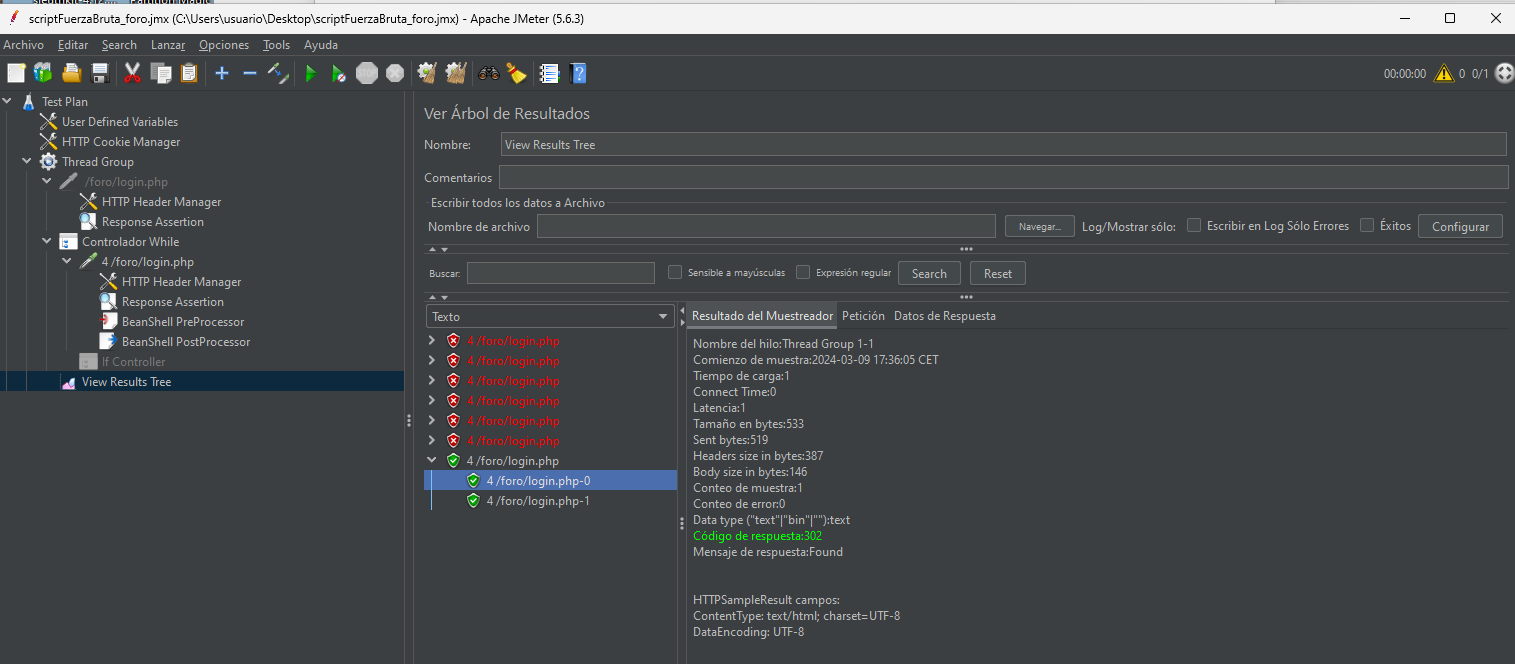 scriptFuerzaBruta_foro.jmx (C:\Users\usuario\Desktop\scriptFuerzaBruta_foro.jmx) - Apache JMeter (5.6.3)
Archivo Editar Search Lanzar Opciones Tools Ayuda
STOP
00:00:00 0 0/1
Test Plan
User Defined Variables
HTTP Cookie Manager
Thread Group
/foro/login.php
HTTP Header Manager
Response Assertion
Controlador While
4 /foro/login.php
HTTP Header Manager
Response Assertion
BeanShell PreProcessor
BeanShell PostProcessor
If Controller
View Results Tree
Ver Árbol de Resultados
Nombre: View Results Tree
Comentarios
Escribir todos los datos a Archivo
Nombre de archivo Navegar... Log/Mostrar sólo: Escribir en Log Sólo Errores Éxitos Configurar
Buscar: Sensible a mayúsculas Expresión regular Search Reset
Texto
4 /foro/login.php
4 /foro/login.php
4 /foro/login.php
4 /foro/login.php
4 /foro/login.php
4 /foro/login.php
4 /foro/login.php
4 /foro/login.php-0
4 /foro/login.php-1
Resultado del Muestreador Petición Datos de Respuesta
Nombre del hilo:Thread Group 1-1
Comienzo de muestra:2024-03-09 17:36:05 CET
Tiempo de carga:1
Connect Time:0
Latencia:1
Tamaño en bytes:533
Sent bytes:519
Headers size in bytes:387
Body size in bytes:146
Conteo de muestra:1
Conteo de error:0
Data type ("text"|"bin"|""):text
Código de respuesta:302
Mensaje de respuesta:Found
HTTPSampleResult campos:
ContentType: text/html; charset=UTF-8
DataEncoding: UTF-8